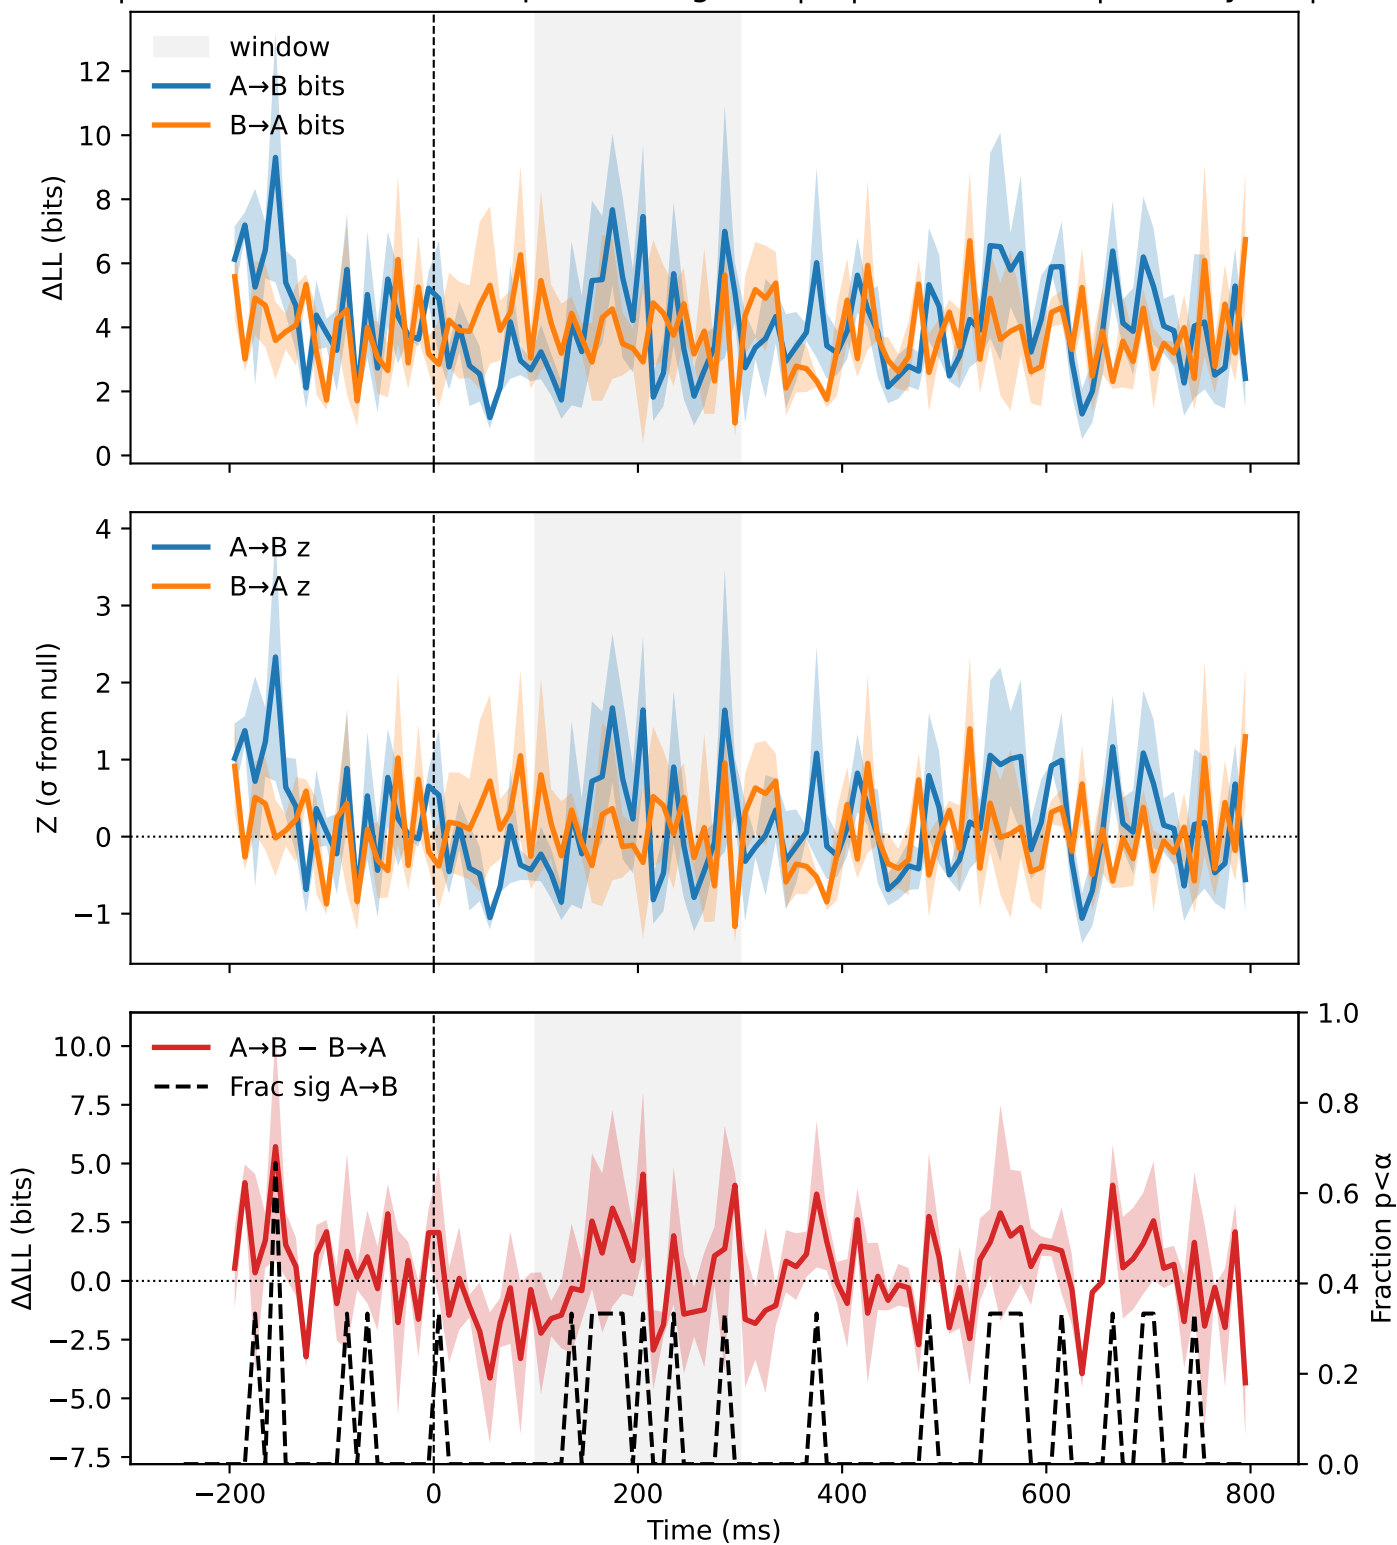 window
A→B bits
B→A bits
ΔLL (bits)
12
10
8
6
4
2
0
A→B z
B→A z
Z (σ from null)
4
3
2
1
0
−1
A→B − B→A
Frac sig A→B
ΔΔLL (bits)
10.0
7.5
5.0
2.5
0.0
−2.5
−5.0
−7.5
1.0
0.8
0.6
0.4
0.2
0.0
Fraction p<α
−200
0
200
400
600
800
Time (ms)